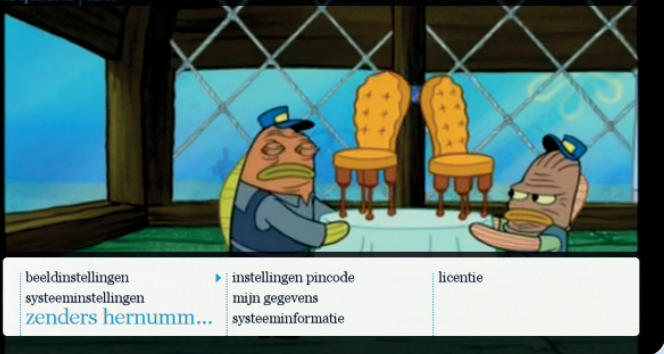 beeldinstellingen
systeeminstellingen
zenders hernumm...
instellingen pincode
mijn gegevens
systeeminformatie
licentie